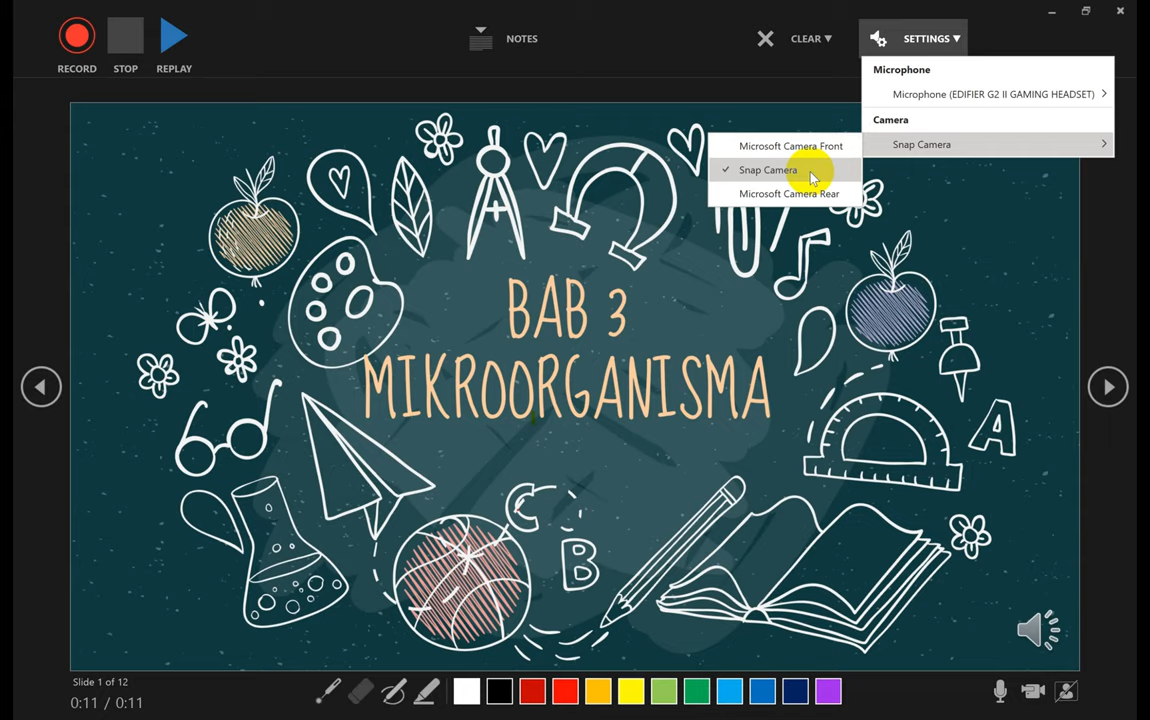 RECORD
STOP
REPLAY
NOTES
CLEAR ▼
SETTINGS ▼
Microphone
Microphone (EDIFIER G2 II GAMING HEADSET)
Camera
Snap Camera
Microsoft Camera Front
Snap Camera
Microsoft Camera Rear
BAB 3
MIKROORGANISMA
A
C
B
Slide 1 of 12
0:11 / 0:11